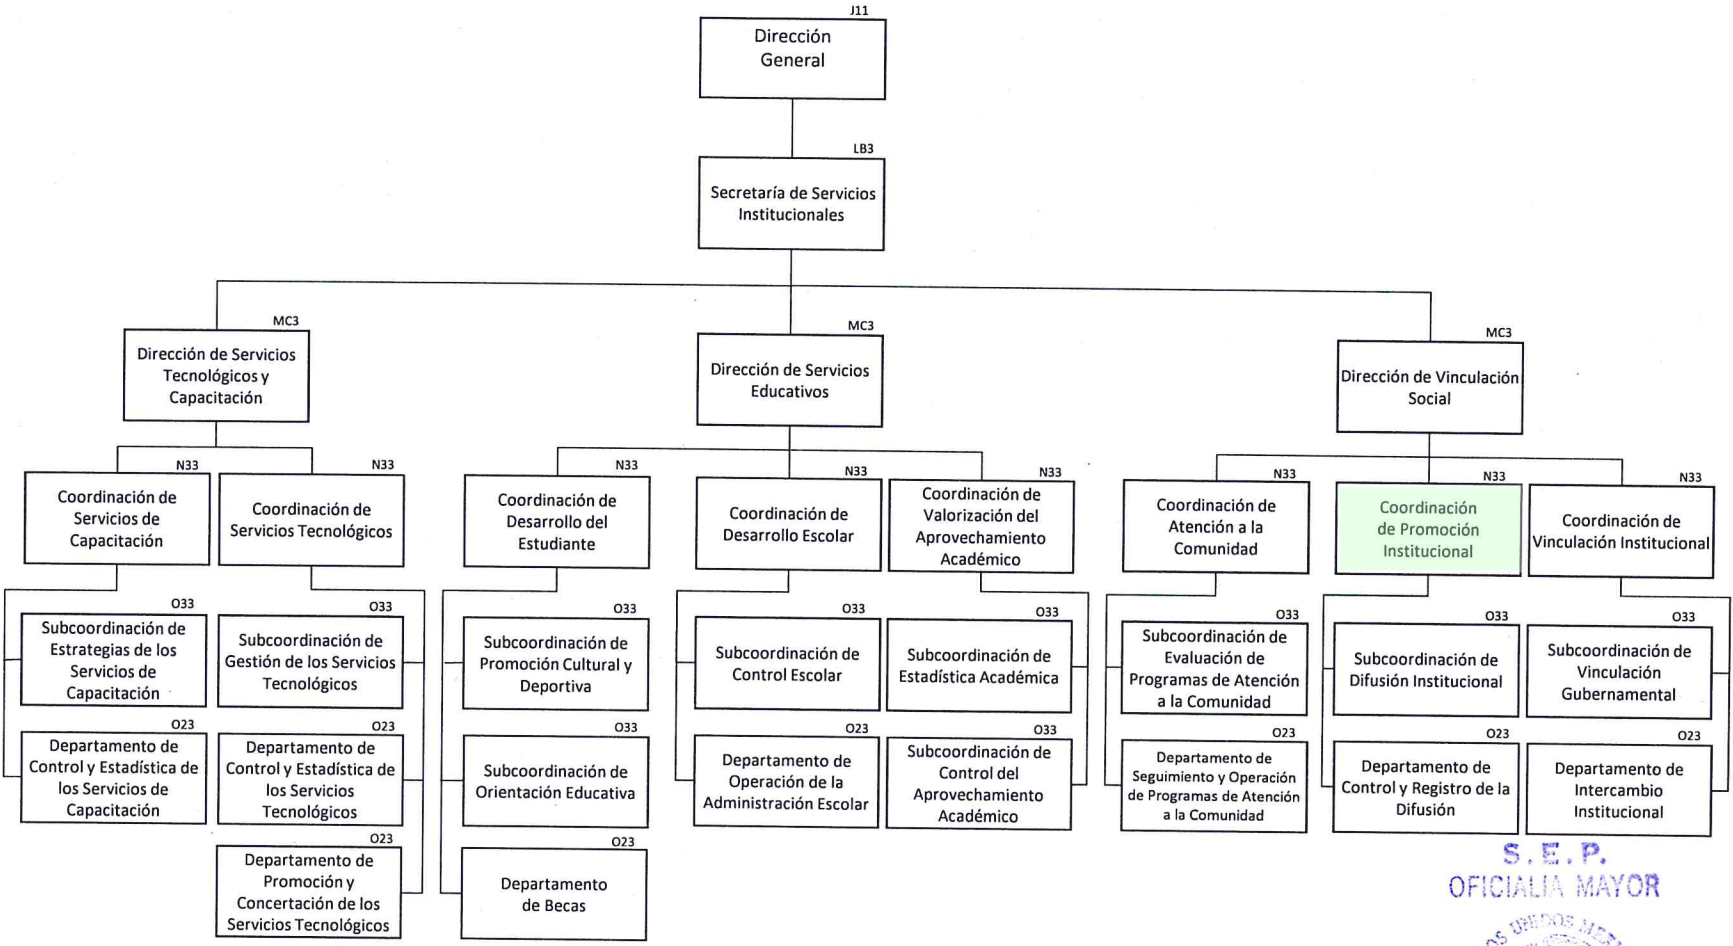 J11
Dirección
General
LB3
Secretaría de Servicios
Institucionales
MC3
Dirección de Servicios
Tecnológicos y
Capacitación
MC3
Dirección de Servicios
Educativos
MC3
Dirección de Vinculación
Social
N33
Coordinación de
Servicios de
Capacitación
N33
Coordinación de
Servicios Tecnológicos
N33
Coordinación de
Desarrollo del
Estudiante
N33
Coordinación de
Desarrollo Escolar
N33
Coordinación de
Valorización del
Aprovechamiento
Académico
N33
Coordinación de
Atención a la
Comunidad
N33
Coordinación
de Promoción
Institucional
N33
Coordinación de
Vinculación Institucional
O33
Subcoordinación de
Estrategias de los
Servicios de
Capacitación
O33
Subcoordinación de
Gestión de los Servicios
Tecnológicos
O33
Subcoordinación de
Promoción Cultural y
Deportiva
O33
Subcoordinación de
Control Escolar
O33
Subcoordinación de
Estadística Académica
O33
Subcoordinación de
Evaluación de
Programas de Atención
a la Comunidad
O33
Subcoordinación de
Difusión Institucional
O33
Subcoordinación de
Vinculación
Gubernamental
O23
Departamento de
Control y Estadística de
los Servicios de
Capacitación
O23
Departamento de
Control y Estadística de
los Servicios
Tecnológicos
O33
Subcoordinación de
Orientación Educativa
O23
Departamento de
Operación de la
Administración Escolar
O33
Subcoordinación de
Control del
Aprovechamiento
Académico
O23
Departamento de
Seguimiento y Operación
de Programas de Atención
a la Comunidad
O23
Departamento de
Control y Registro de la
Difusión
O23
Departamento de
Intercambio
Institucional
O23
Departamento de
Promoción y
Concertación de los
Servicios Tecnológicos
O23
Departamento
de Becas
S.E.P.
OFICIALIA MAYOR